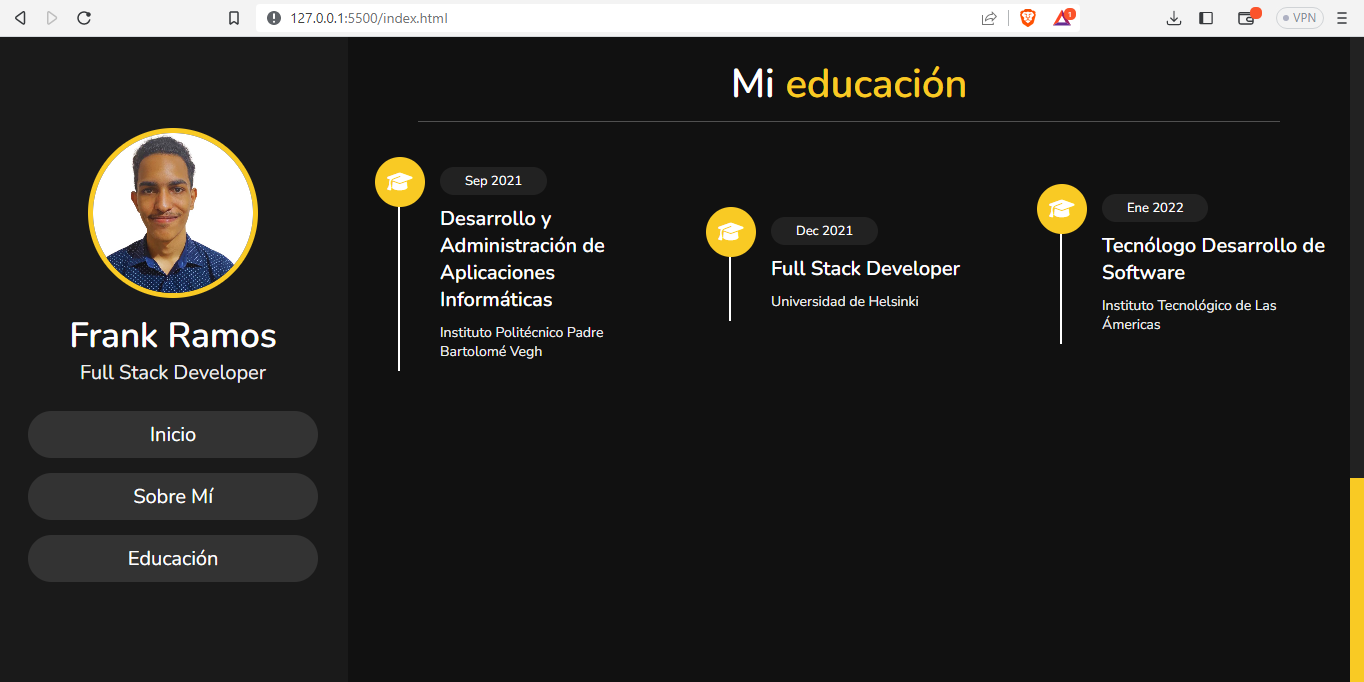 127.0.0.1:5500/index.html
1
VPN
Frank Ramos
Full Stack Developer
Inicio
Sobre Mí
Educación
Mi educación
Sep 2021
Desarrollo y
Administración de
Aplicaciones
Informáticas
Instituto Politécnico Padre
Bartolomé Vegh
Dec 2021
Full Stack Developer
Universidad de Helsinki
Ene 2022
Tecnólogo Desarrollo de
Software
Instituto Tecnológico de Las
Ámericas